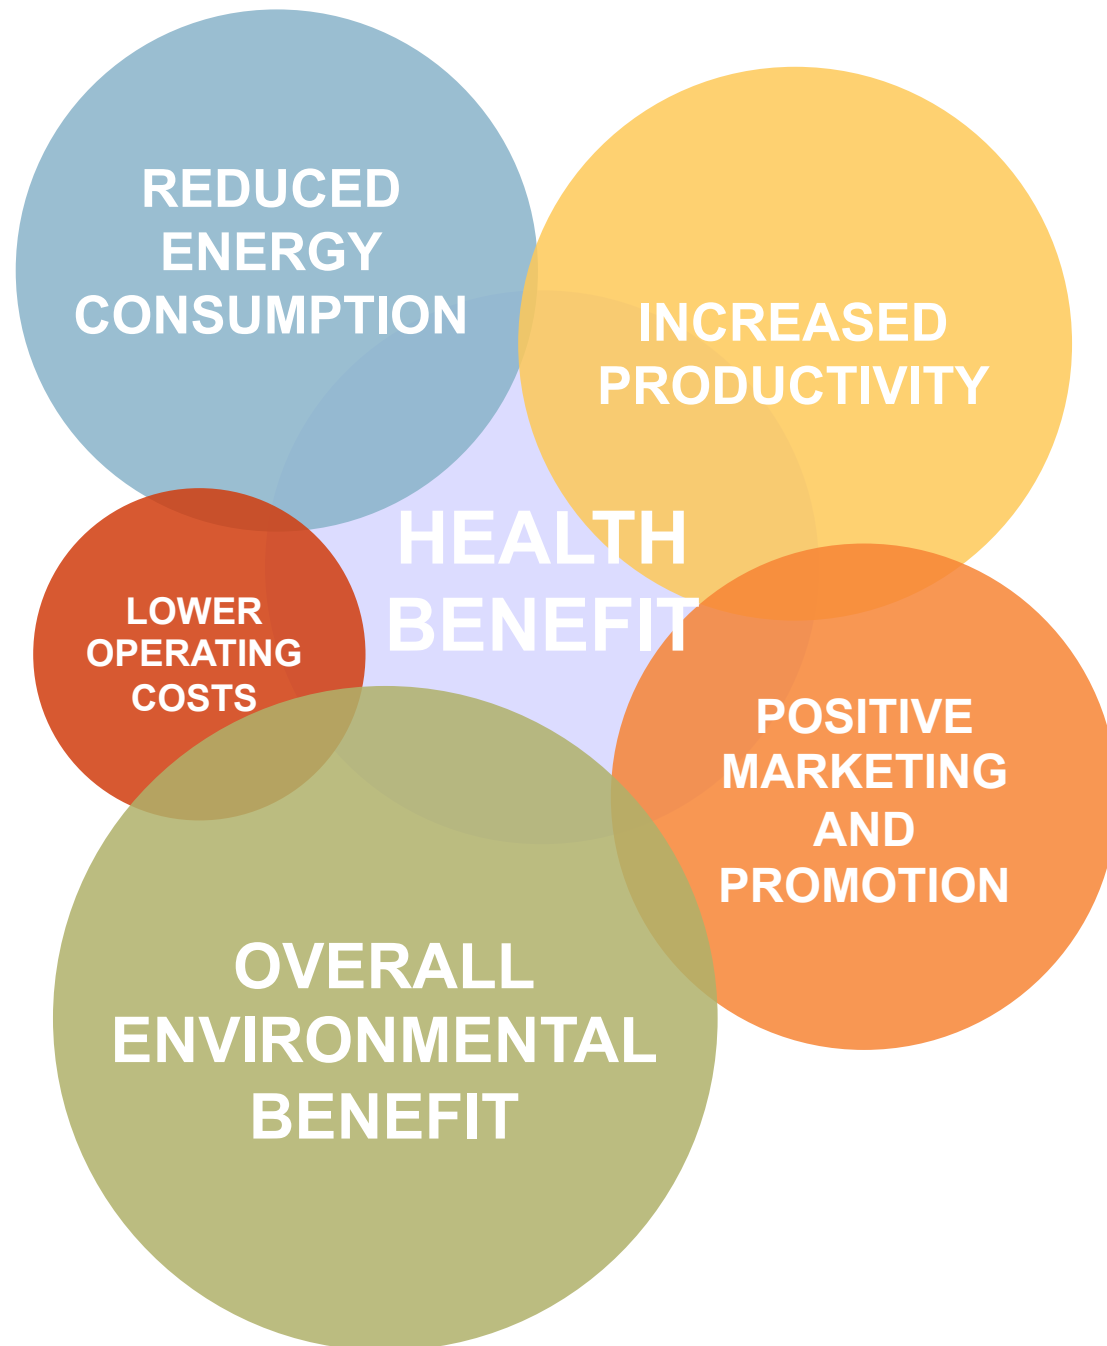 REDUCED
ENERGY
CONSUMPTION
INCREASED
PRODUCTIVITY
HEALTH
BENEFIT
LOWER
OPERATING
COSTS
POSITIVE
MARKETING
AND
PROMOTION
OVERALL
ENVIRONMENTAL
BENEFIT